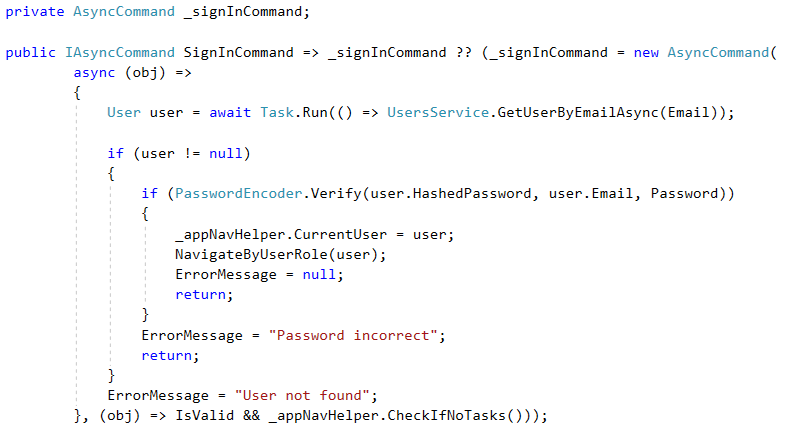 private AsyncCommand _signInCommand;
public IAsyncCommand SignInCommand => _signInCommand ?? (_signInCommand = new AsyncCommand(
async (obj) =>
{
User user = await Task.Run(() => UsersService.GetUserByEmailAsync(Email));
if (user != null)
{
if (PasswordEncoder.Verify(user.HashedPassword, user.Email, Password))
{
_appNavHelper.CurrentUser = user;
NavigateByUserRole(user);
ErrorMessage = null;
return;
}
ErrorMessage = "Password incorrect";
return;
}
ErrorMessage = "User not found";
}, (obj) => IsValid && _appNavHelper.CheckIfNoTasks()));